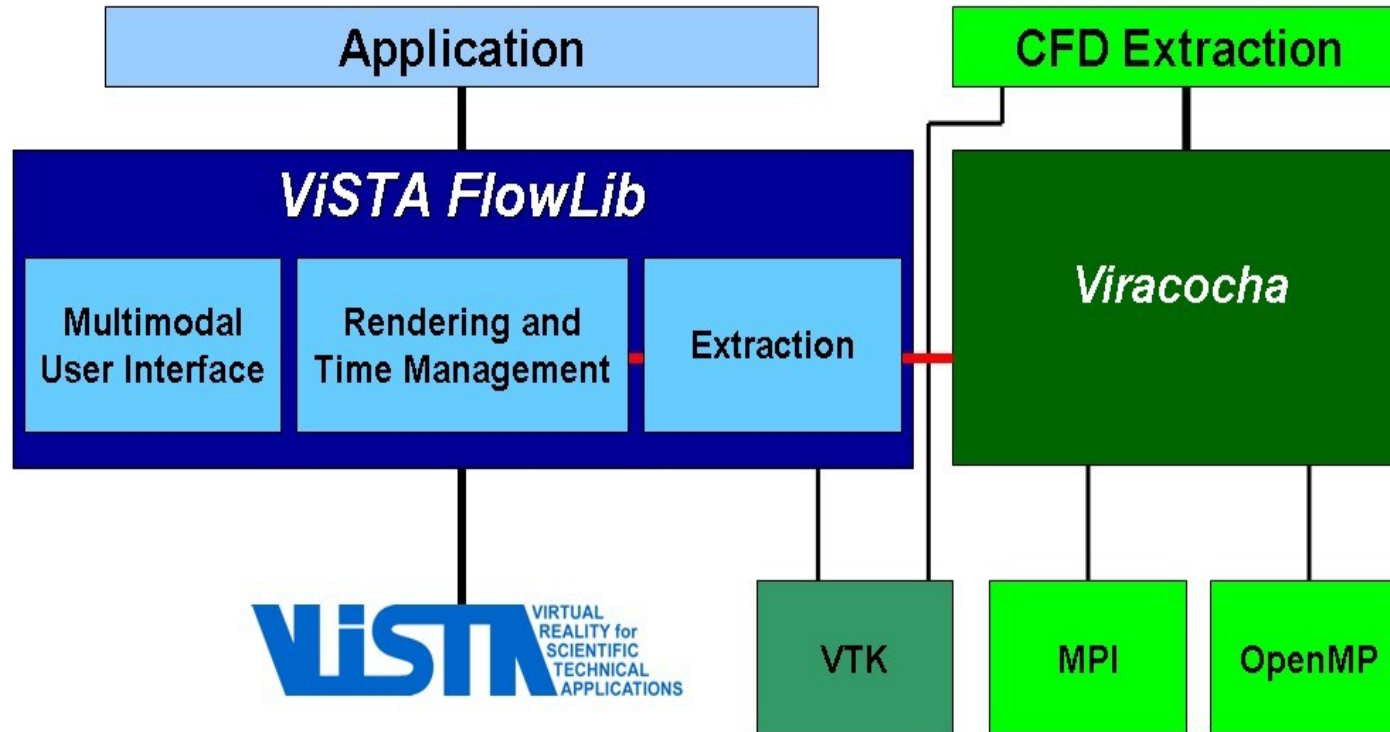 Application
CFD Extraction
ViSTA FlowLib
Multimodal
User Interface
Rendering and
Time Management
Extraction
Viracocha
ViSTA
VIRTUAL
REALITY for
SCIENTIFIC
TECHNICAL
APPLICATIONS
VTK
MPI
OpenMP